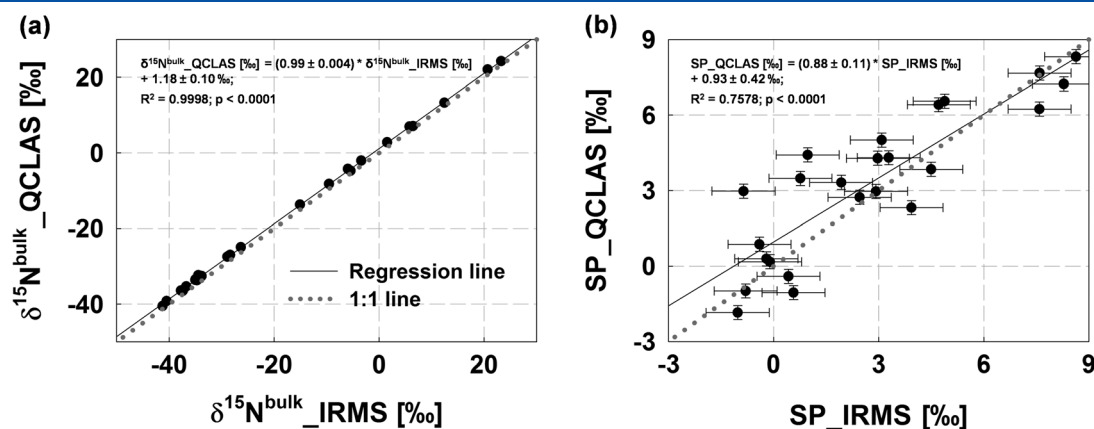 (a)
δ¹⁵Nᵇᵘˡᵏ_QCLAS [‰] = (0.99 ± 0.004) * δ¹⁵Nᵇᵘˡᵏ_IRMS [‰]
+ 1.18 ± 0.10 ‰;
R² = 0.9998; p < 0.0001
δ¹⁵Nᵇᵘˡᵏ_QCLAS [‰]
20
0
-20
-40
Regression line
1:1 line
-40 -20 0 20
δ¹⁵Nᵇᵘˡᵏ_IRMS [‰]
(b)
SP_QCLAS [‰] = (0.88 ± 0.11) * SP_IRMS [‰]
+ 0.93 ± 0.42 ‰;
R² = 0.7578; p < 0.0001
SP_QCLAS [‰]
9
6
3
0
-3
-3 0 3 6 9
SP_IRMS [‰]